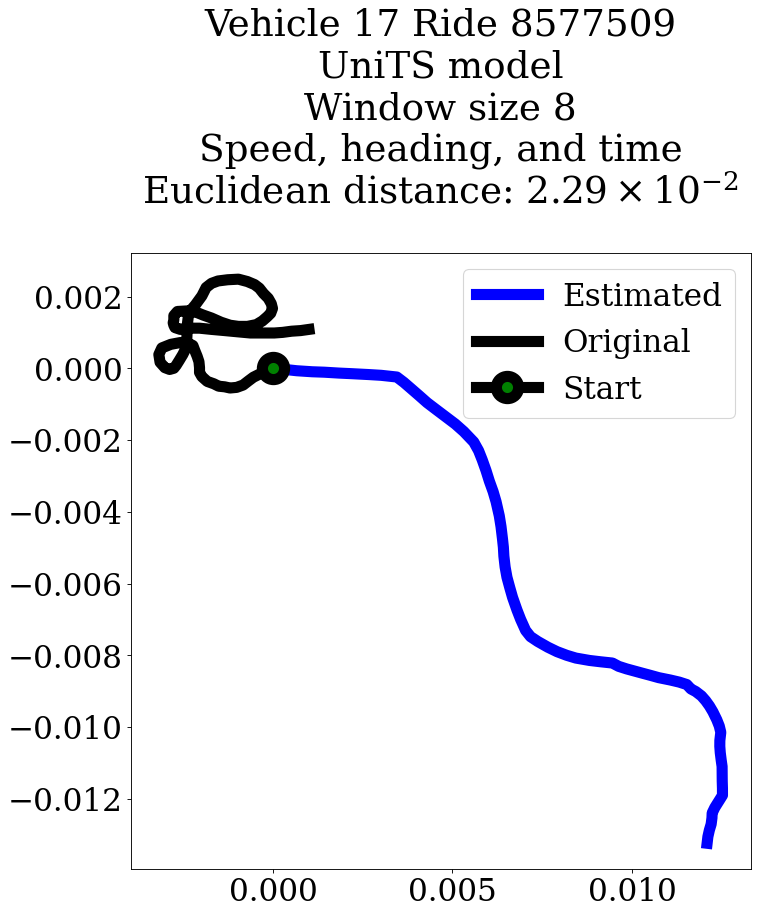 Vehicle 17 Ride 8577509
UniTS model
Window size 8
Speed, heading, and time
Euclidean distance: 2.29 × 10⁻²
Estimated
Original
Start
0.002
0.000
−0.002
−0.004
−0.006
−0.008
−0.010
−0.012
0.000 0.005 0.010